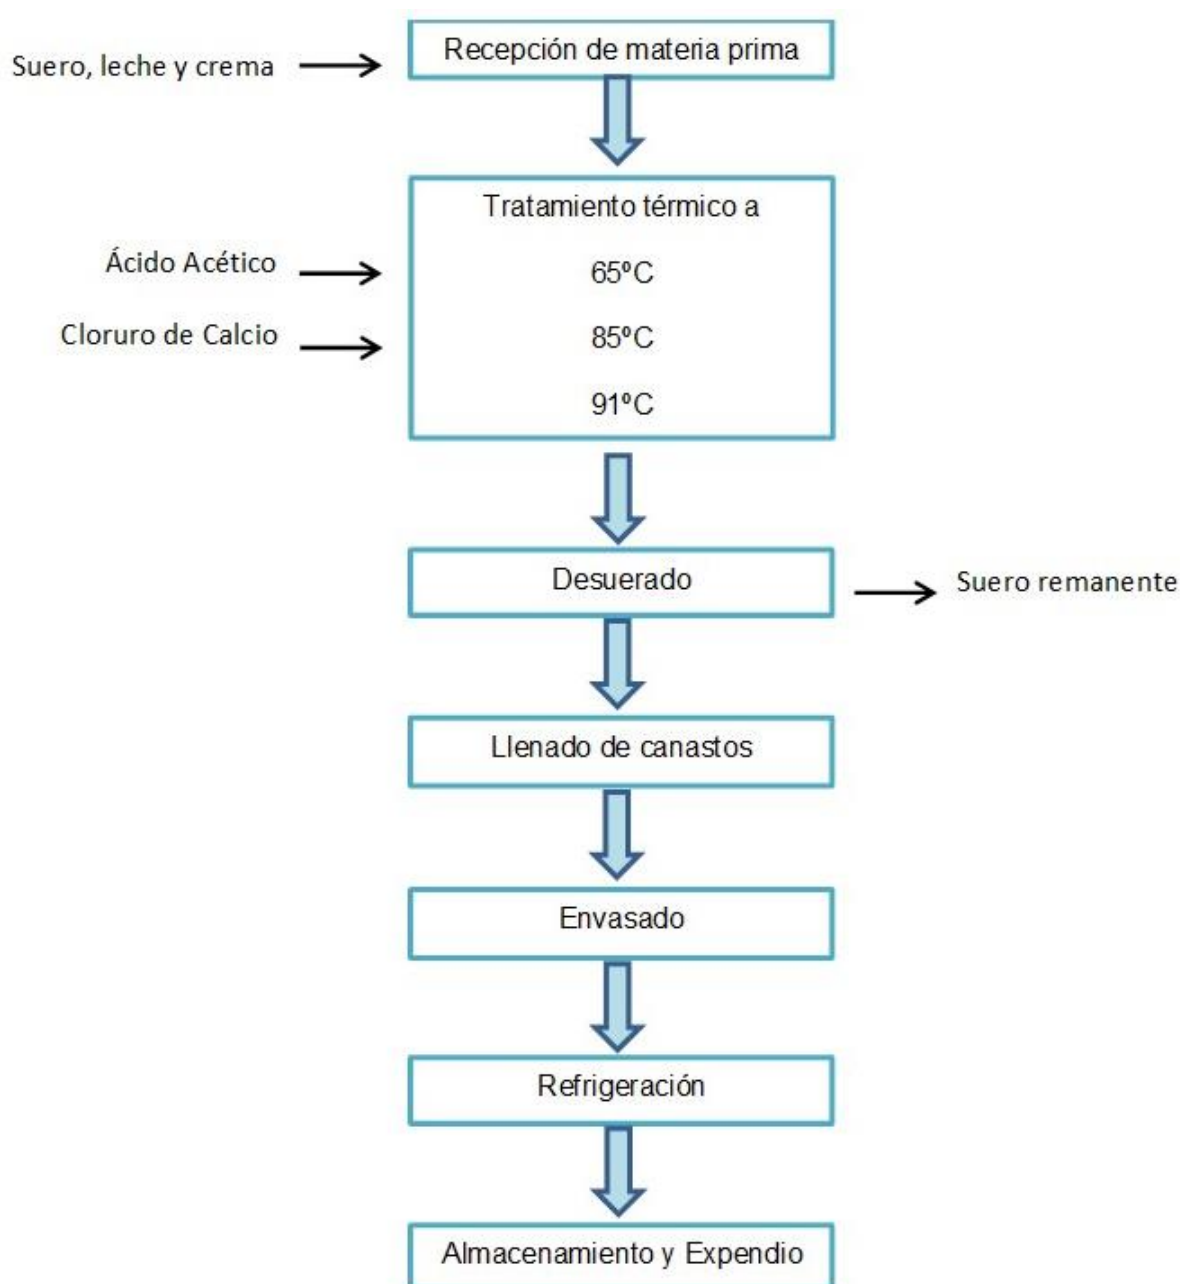 Recepción de materia prima
Suero, leche y crema
Tratamiento térmico a
Ácido Acético
65ºC
Cloruro de Calcio
85ºC
91ºC
Desuerado
Suero remanente
Llenado de canastos
Envasado
Refrigeración
Almacenamiento y Expendio